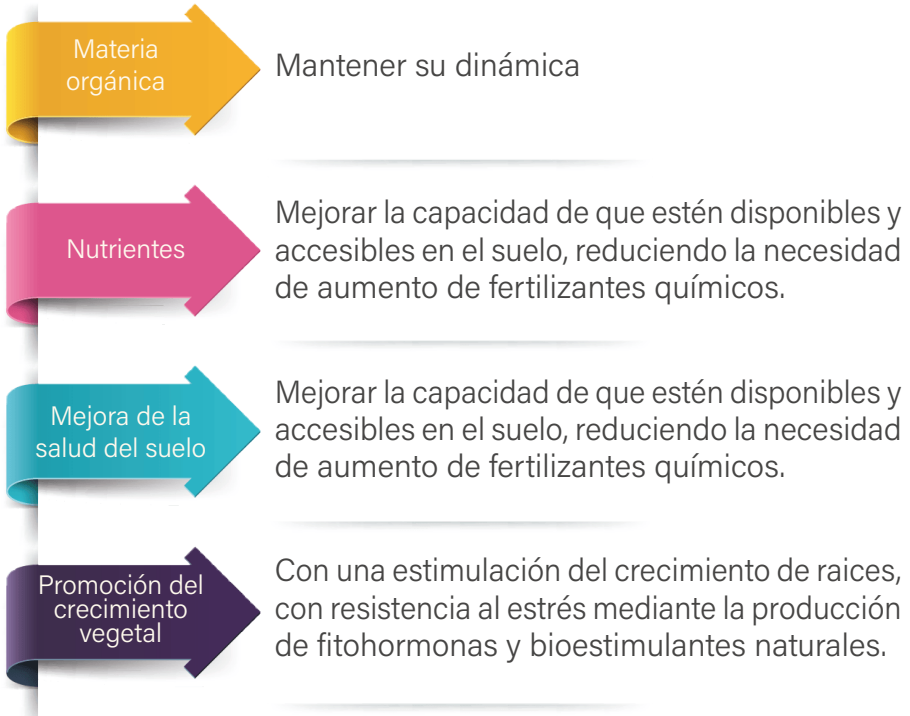 Materia
orgánica
Mantener su dinámica
Nutrientes
Mejorar la capacidad de que estén disponibles y
accesibles en el suelo, reduciendo la necesidad
de aumento de fertilizantes químicos.
Mejora de la
salud del suelo
Mejorar la capacidad de que estén disponibles y
accesibles en el suelo, reduciendo la necesidad
de aumento de fertilizantes químicos.
Promoción del
crecimiento
vegetal
Con una estimulación del crecimiento de raices,
con resistencia al estrés mediante la producción
de fitohormonas y bioestimulantes naturales.